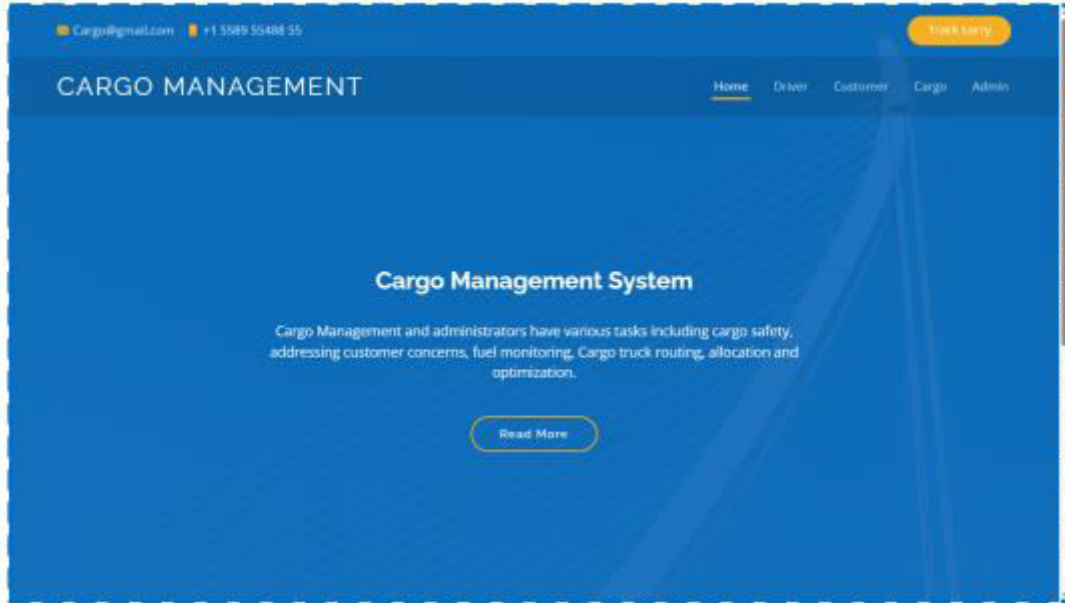 Cargo@gmail.com +1 5589 55488 55
Track Lorry
CARGO MANAGEMENT
Home Driver Customer Cargo Admin
Cargo Management System
Cargo Management and administrators have various tasks including cargo safety,
addressing customer concerns, fuel monitoring, Cargo truck routing, allocation and
optimization.
Read More